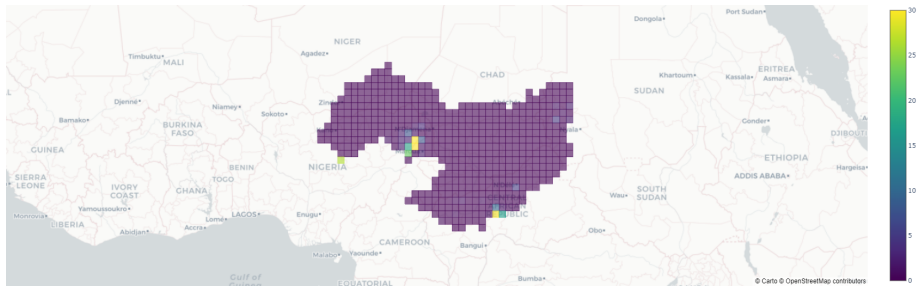 Port Sudan•
30
Dongola•
NIGER
Agadez•
Timbuktu•
MALI
CHAD
ERITREA
25
Khartoum•
Kassala•
Asmara•
SUDAN
Djenné•
Niamey•
Sokoto•
20
Bamako•
BURKINA
FASO
Gonder•
DJIBOUTI
GUINEA
15
BENIN
NIGERIA
ETHIOPIA
Hargeisa•
TOGO
SIERRA
LEONE
IVORY
COAST
GHANA
ADDIS ABABA•
10
Wau•
SOUTH
SUDAN
Yamoussoukro•
Monrovia•
LAGOS•
Enugu•
Lomé•
Accra•
LIBERIA
Abidjan•
Obo•
5
CAMEROON
Bangui•
Malabo•
Yaounde•
Gulf of
Bumba•
EQUATORIAL
© Carto © OpenStreetMap contributors
0